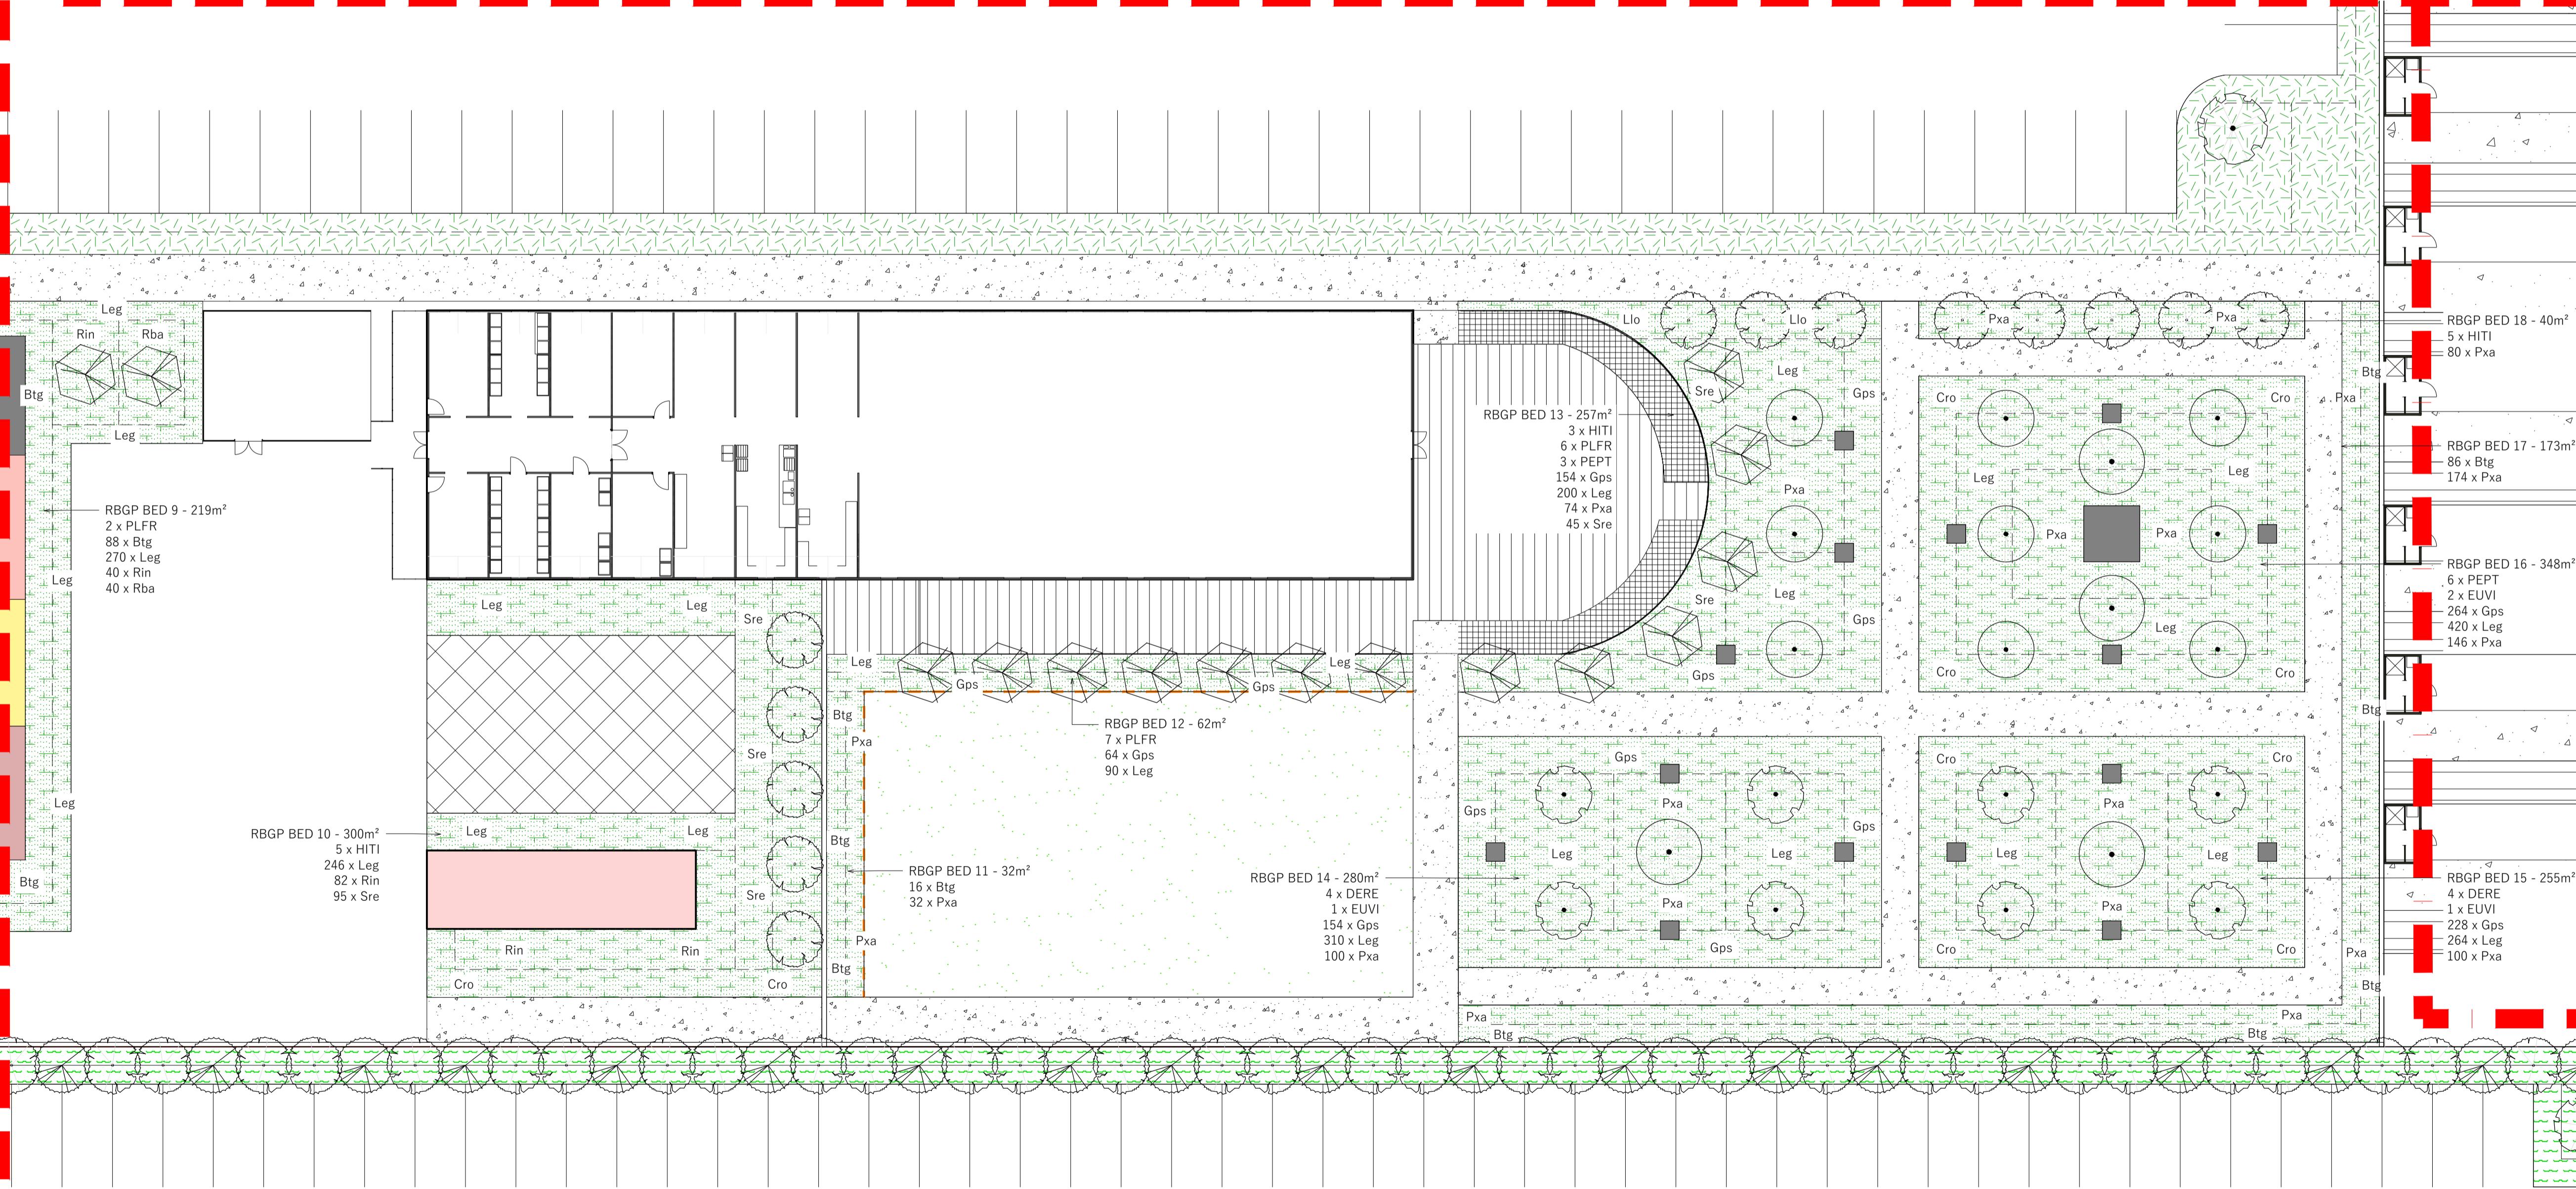 Leg
Rin Rba
Btg
Leg
RBGP BED 9 - 219m²
2 x PLFR
88 x Btg
270 x Leg
40 x Rin
40 x Rba
Leg
Leg
Btg
RBGP BED 10 - 300m²
5 x HITI
246 x Leg
82 x Rin
95 x Sre
Leg Leg
Sre
Sre
Leg Leg
Sre
Rin Rin
Cro Cro
Leg Leg
Gps Gps
Btg
Pxa
Btg
Pxa
Btg
RBGP BED 12 - 62m²
7 x PLFR
64 x Gps
90 x Leg
RBGP BED 11 - 32m²
16 x Btg
32 x Pxa
RBGP BED 13 - 257m²
3 x HITI
6 x PLFR
3 x PEPT
154 x Gps
200 x Leg
74 x Pxa
45 x Sre
Llo Llo
Leg
Sre Gps
Pxa
Leg
Sre
Gps
Gps
RBGP BED 14 - 280m²
4 x DERE
1 x EUVI
154 x Gps
310 x Leg
100 x Pxa
Gps
Pxa
Gps Gps
Leg Leg
Pxa
Gps
Pxa Pxa
Cro Cro
Leg Leg
Pxa Pxa
Leg
Cro Cro
Cro Cro
Pxa
Leg Leg
Pxa
Cro Cro
Btg
Pxa
Btg
Pxa
Btg
Pxa Pxa
Btg Btg
RBGP BED 18 - 40m²
5 x HITI
80 x Pxa
RBGP BED 17 - 173m²
86 x Btg
174 x Pxa
RBGP BED 16 - 348m²
6 x PEPT
2 x EUVI
264 x Gps
420 x Leg
146 x Pxa
RBGP BED 15 - 255m²
4 x DERE
1 x EUVI
228 x Gps
264 x Leg
100 x Pxa